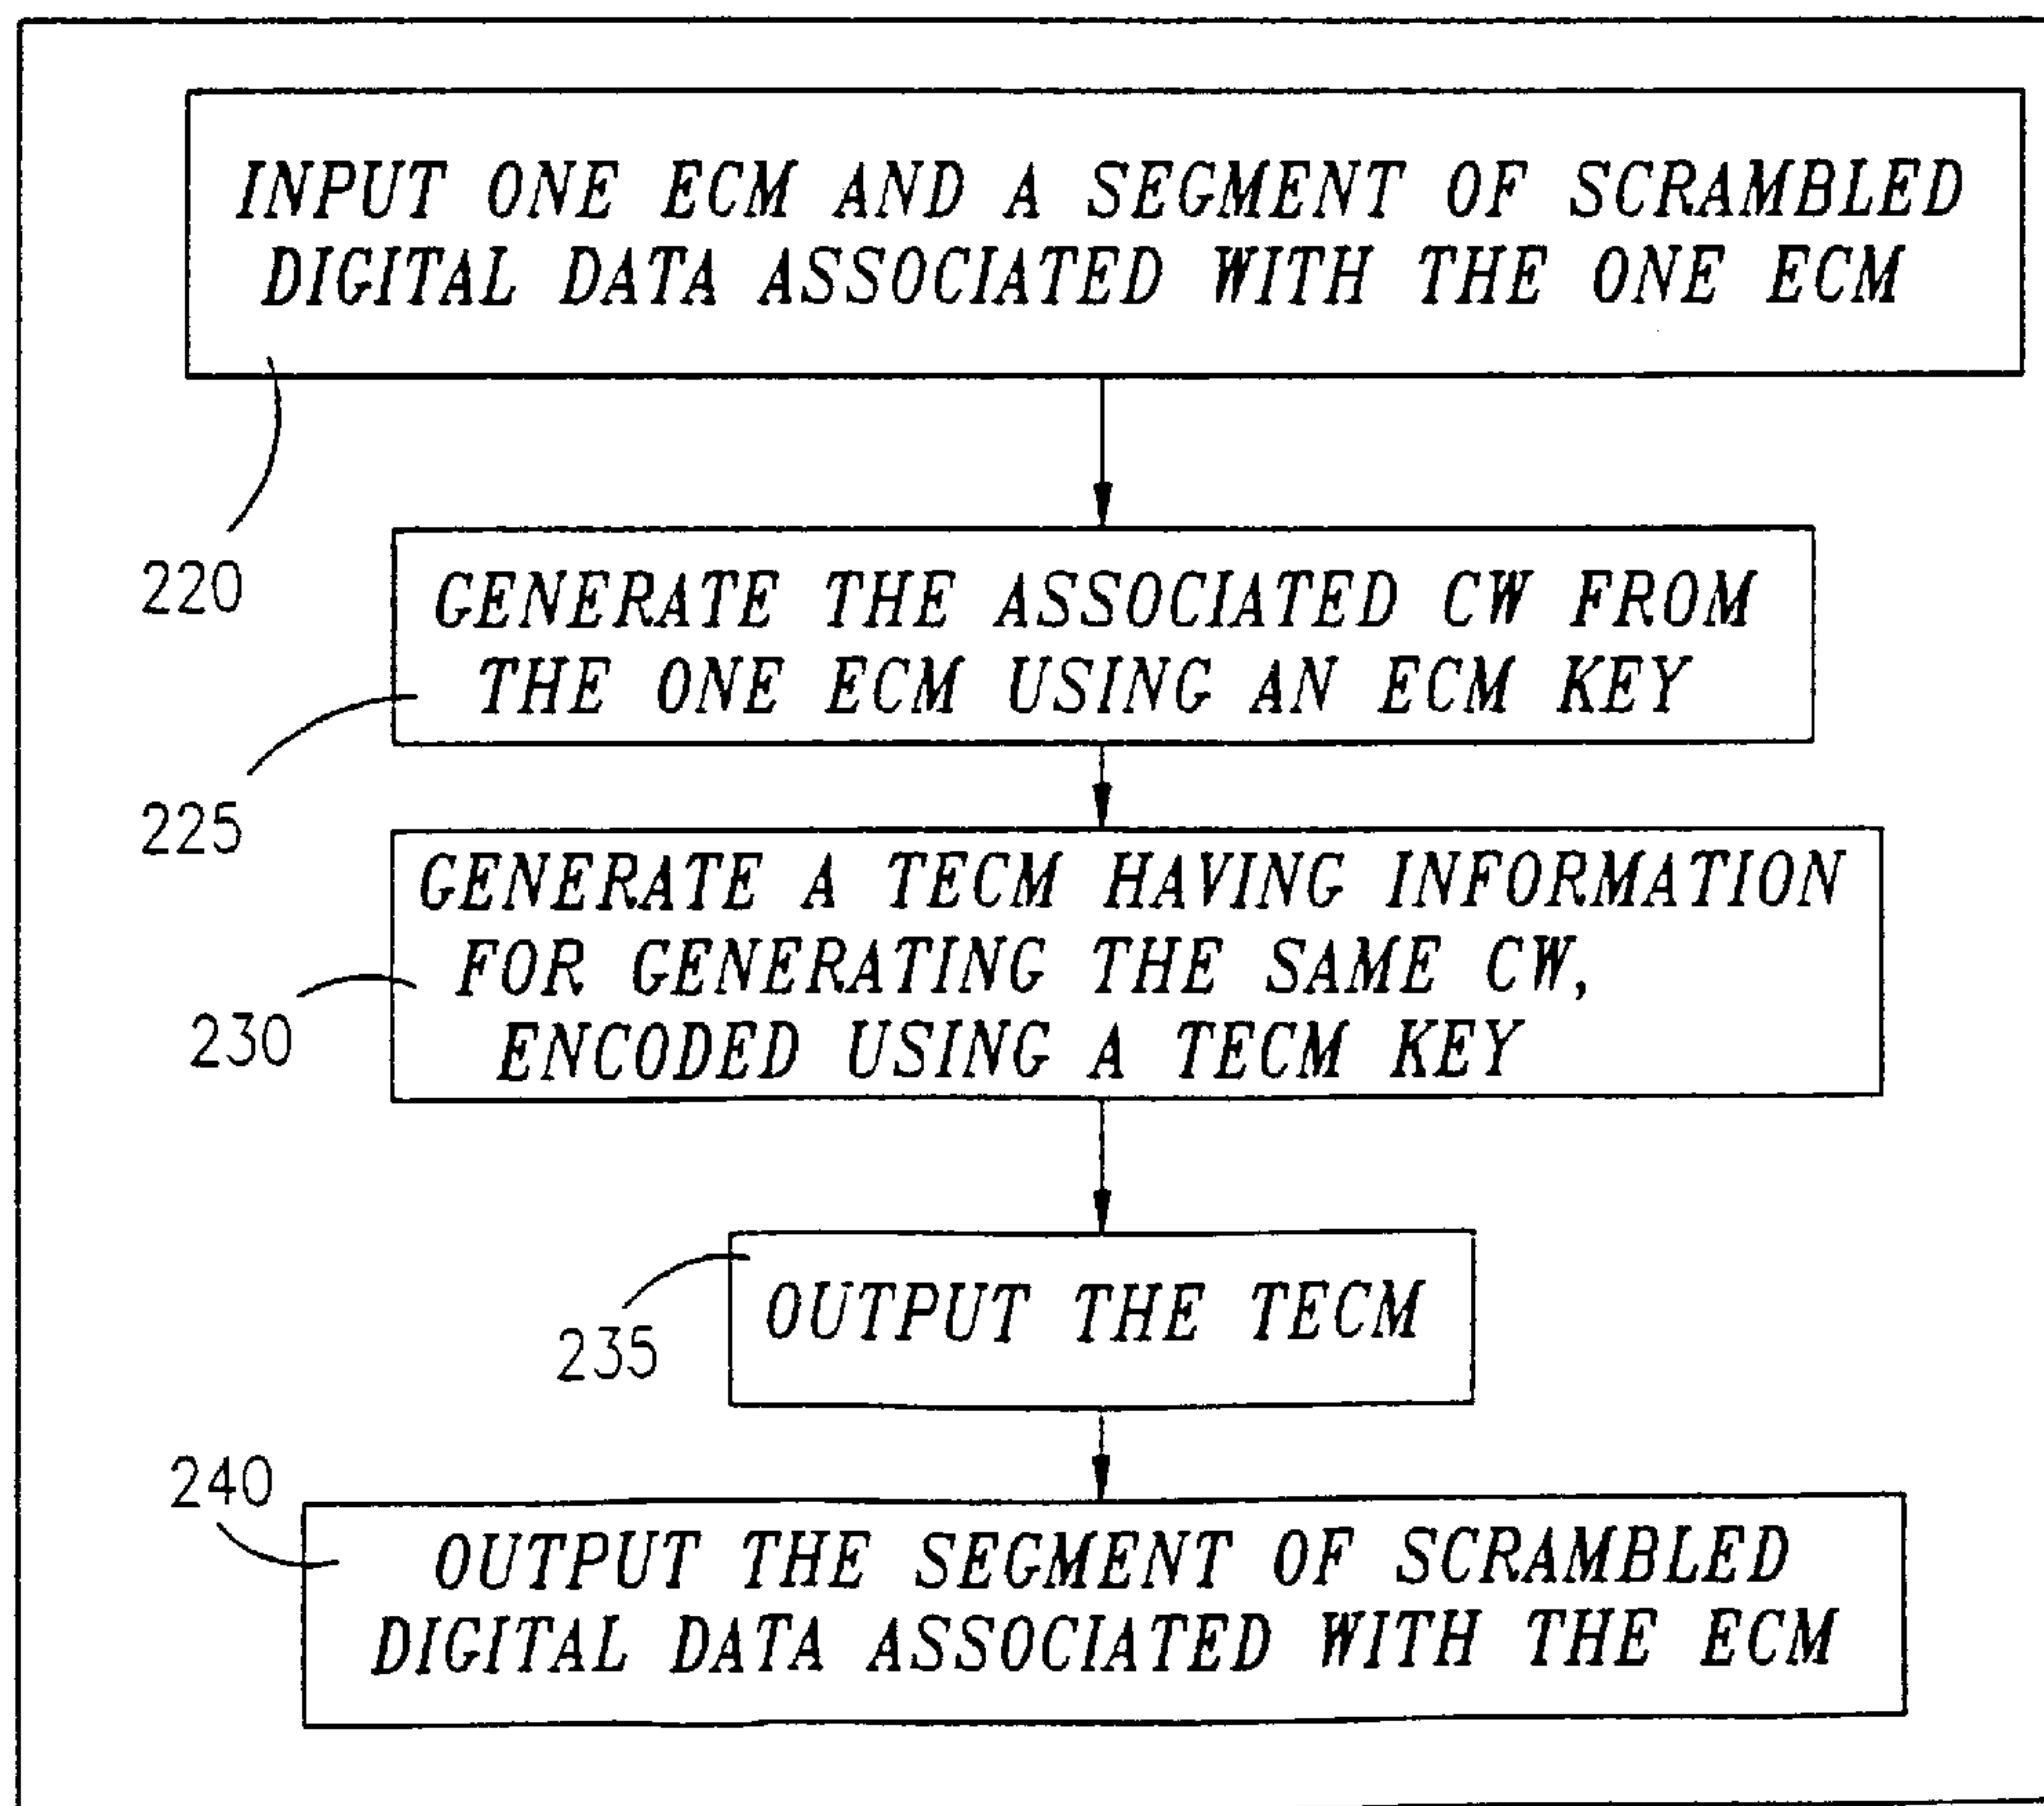 INPUT ONE ECM AND A SEGMENT OF SCRAMBLED
DIGITAL DATA ASSOCIATED WITH THE ONE ECM
220
GENERATE THE ASSOCIATED CW FROM
THE ONE ECM USING AN ECM KEY
225
GENERATE A TECM HAVING INFORMATION
FOR GENERATING THE SAME CW,
ENCODED USING A TECM KEY
230
OUTPUT THE TECM
235
240
OUTPUT THE SEGMENT OF SCRAMBLED
DIGITAL DATA ASSOCIATED WITH THE ECM